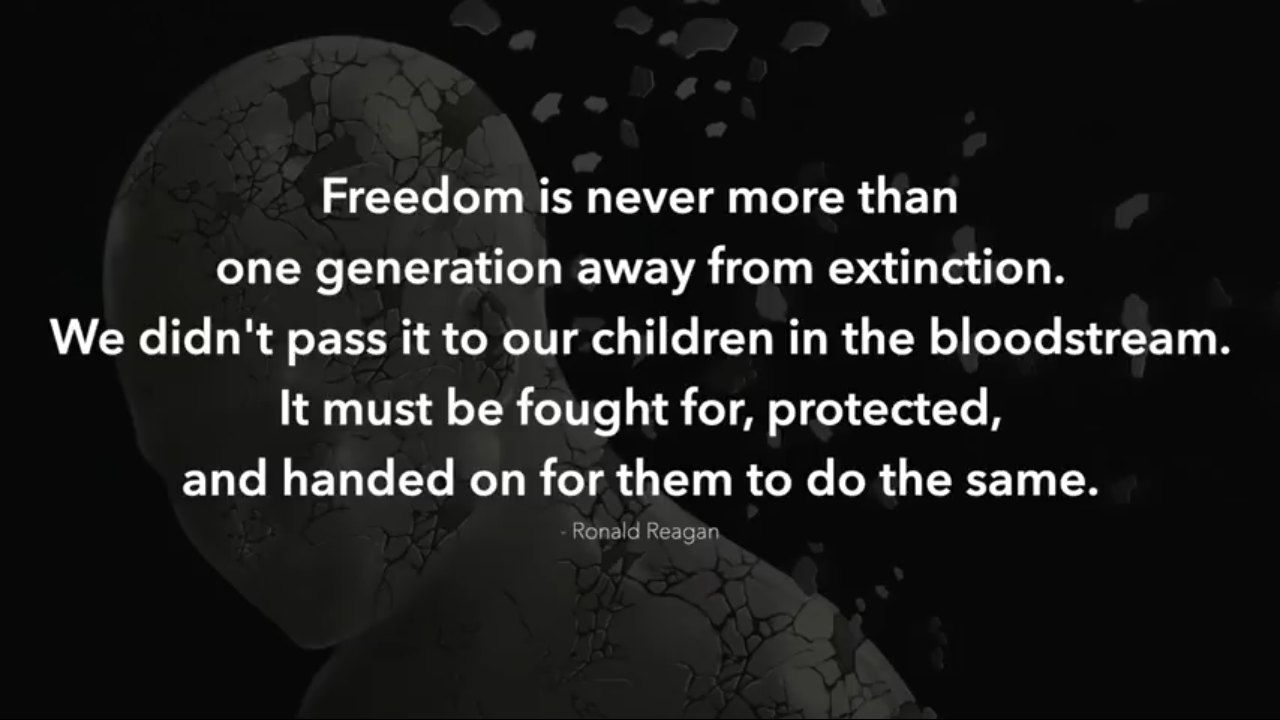 Freedom is never more than
one generation away from extinction.
We didn't pass it to our children in the bloodstream.
It must be fought for, protected,
and handed on for them to do the same.
- Ronald Reagan